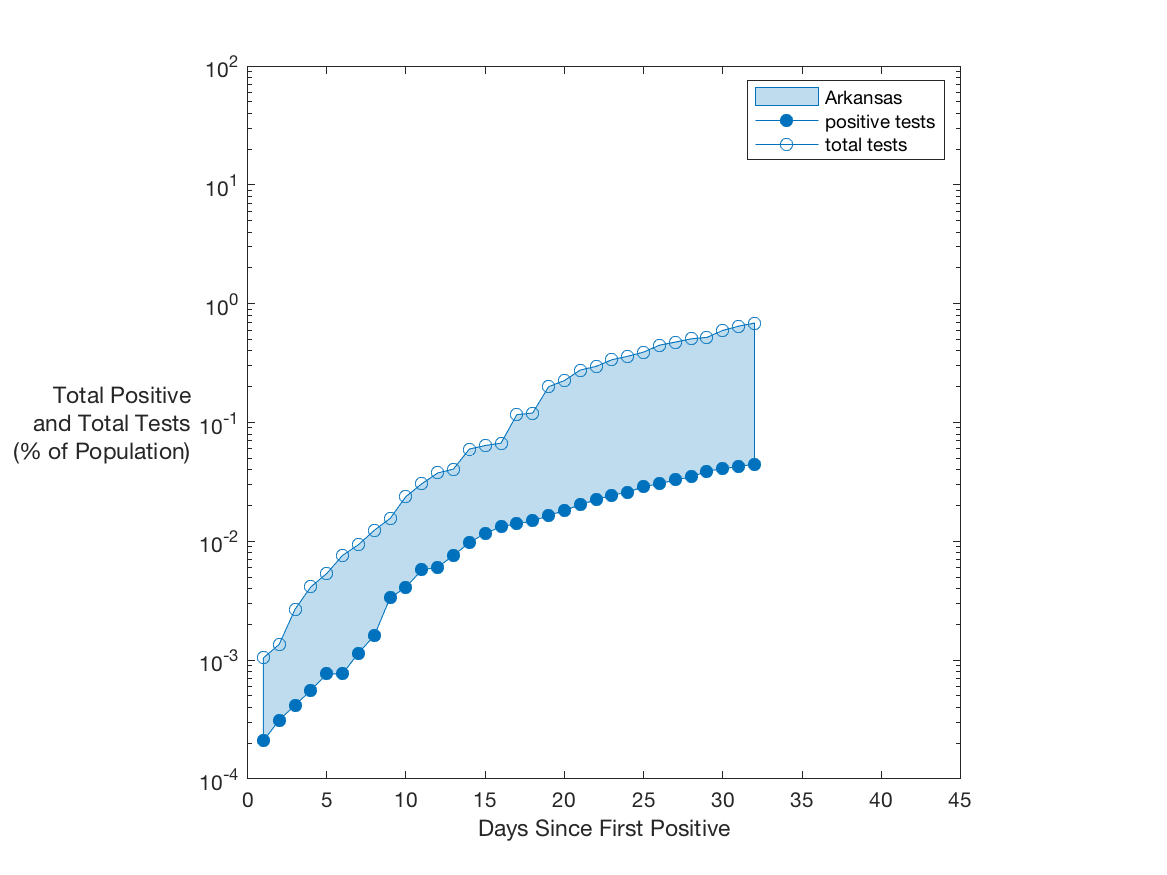 10^2
10^1
10^0
10^-1
10^-2
10^-3
10^-4
Total Positive
and Total Tests
(% of Population)
Arkansas
positive tests
total tests
0 5 10 15 20 25 30 35 40 45
Days Since First Positive